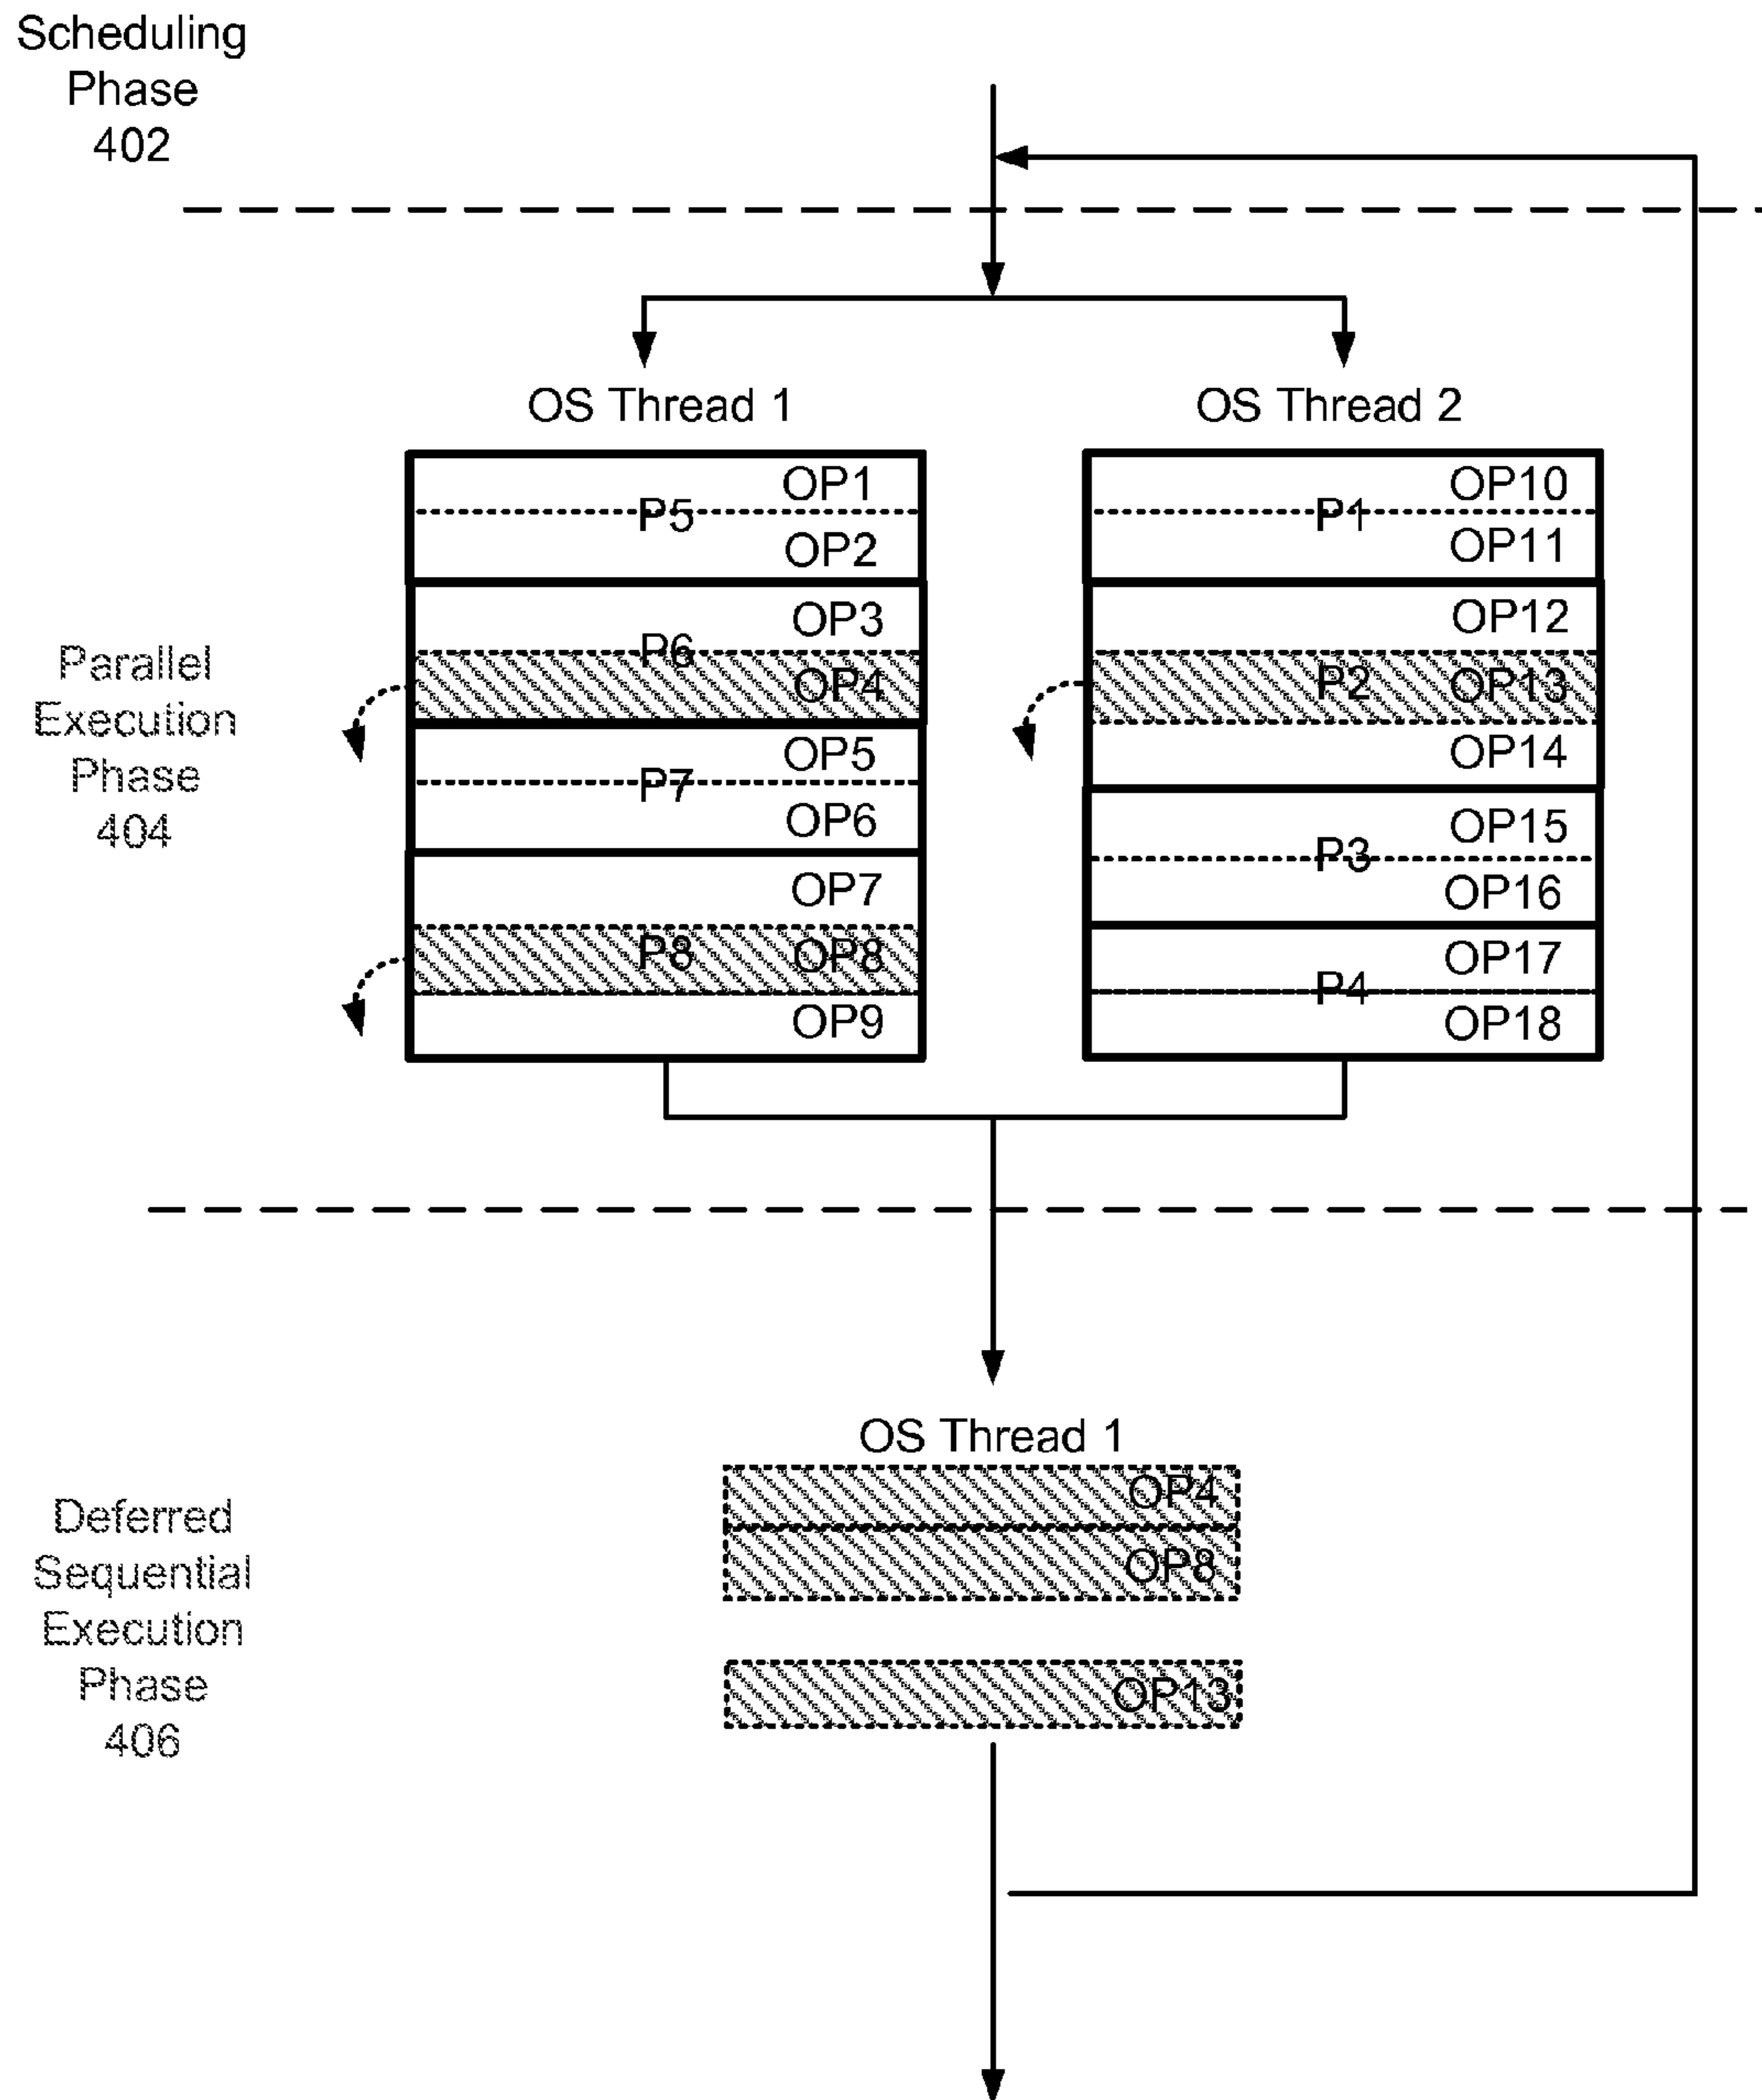 Scheduling
Phase
402
OS Thread 1
OS Thread 2
OP1
P5
OP2
OP3
P6
OP4
OP5
P7
OP6
OP7
P8
OP8
OP9
OP10
P1
OP11
OP12
P2
OP13
OP14
OP15
P3
OP16
OP17
P4
OP18
Parallel
Execution
Phase
404
OS Thread 1
OP4
OP8
OP13
Deferred
Sequential
Execution
Phase
406